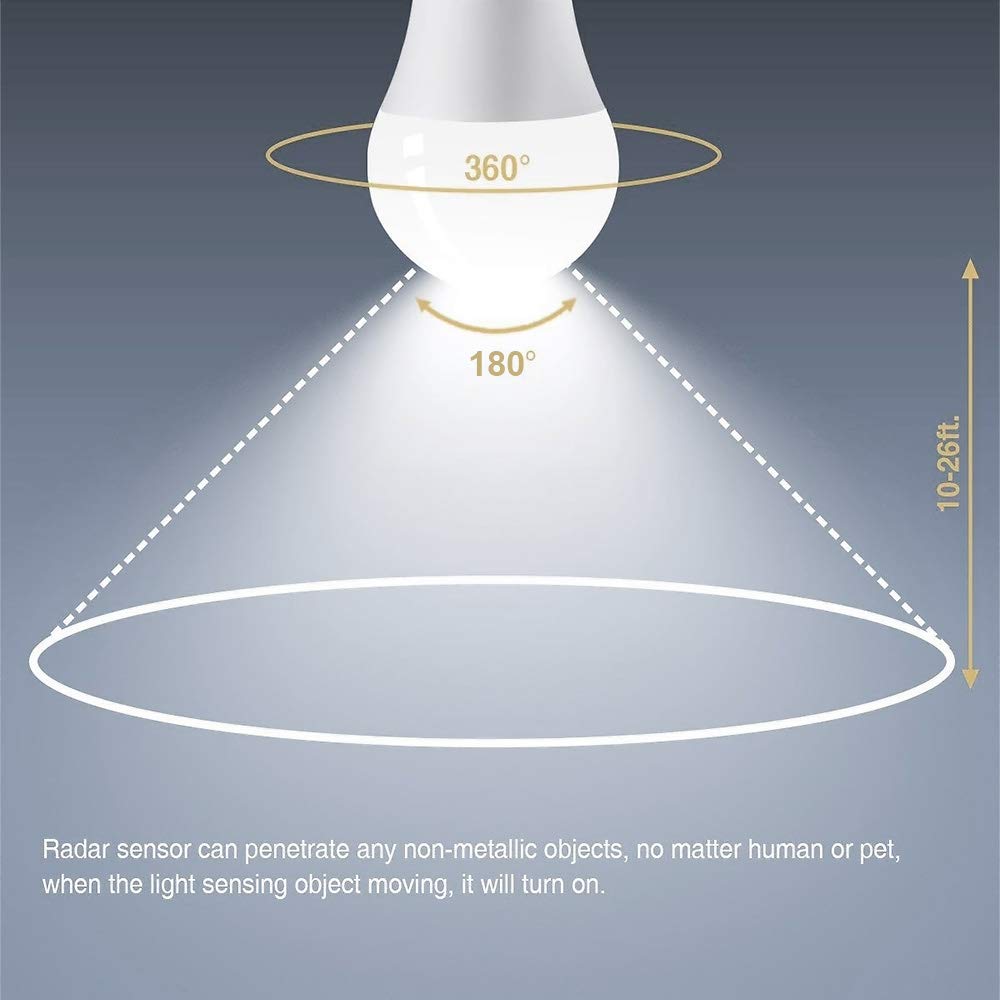 360°
180°
10-26ft.
Radar sensor can penetrate any non-metallic objects, no matter human or pet,
when the light sensing object moving, it will turn on.